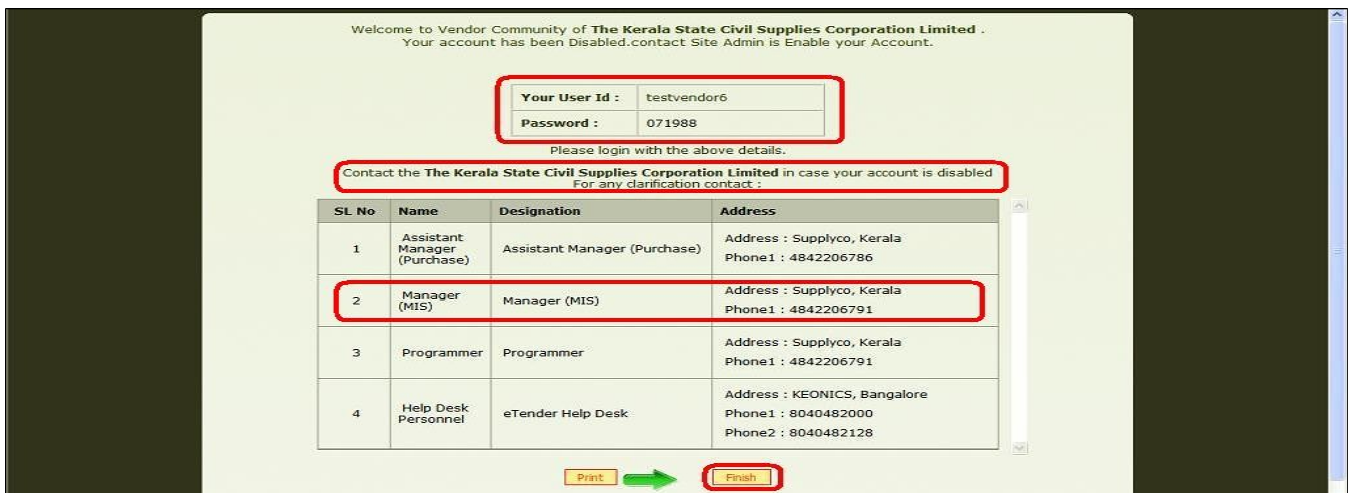 Welcome to Vendor Community of The Kerala State Civil Supplies Corporation Limited .
Your account has been Disabled.contact Site Admin is Enable your Account.
Your User Id : testvendor6
Password : 071988
Please login with the above details.
Contact the The Kerala State Civil Supplies Corporation Limited in case your account is disabled
For any clarification contact :
SL No Name Designation Address
1 Assistant Manager (Purchase) Assistant Manager (Purchase) Address : Supplyco, Kerala
Phone1 : 4842206786
2 Manager (MIS) Manager (MIS) Address : Supplyco, Kerala
Phone1 : 4842206791
3 Programmer Programmer Address : Supplyco, Kerala
Phone1 : 4842206791
4 Help Desk Personnel eTender Help Desk Address : KEONICS, Bangalore
Phone1 : 8040482000
Phone2 : 8040482128
Print Finish